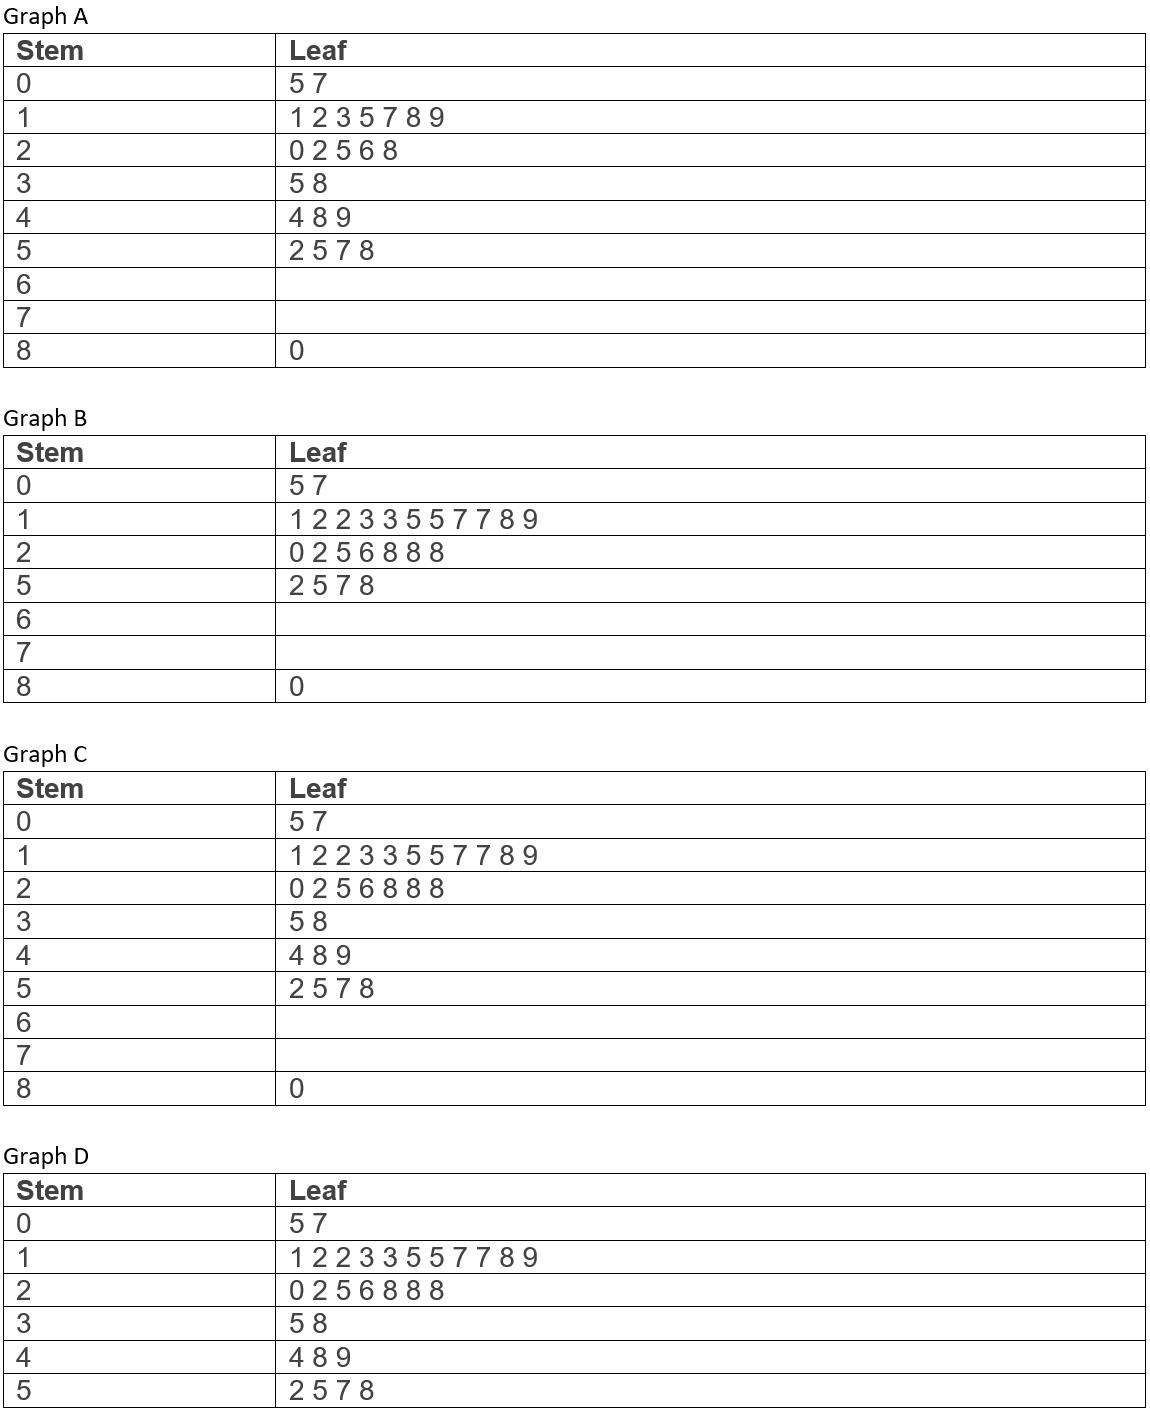 Graph A
Stem Leaf
0 5 7
1 1 2 3 5 7 8 9
2 0 2 5 6 8
3 5 8
4 4 8 9
5 2 5 7 8
6
7
8 0
Graph B
Stem Leaf
0 5 7
1 1 2 2 3 3 5 5 7 7 8 9
2 0 2 5 6 8 8 8
5 2 5 7 8
6
7
8 0
Graph C
Stem Leaf
0 5 7
1 1 2 2 3 3 5 5 7 7 8 9
2 0 2 5 6 8 8 8
3 5 8
4 4 8 9
5 2 5 7 8
6
7
8 0
Graph D
Stem Leaf
0 5 7
1 1 2 2 3 3 5 5 7 7 8 9
2 0 2 5 6 8 8 8
3 5 8
4 4 8 9
5 2 5 7 8